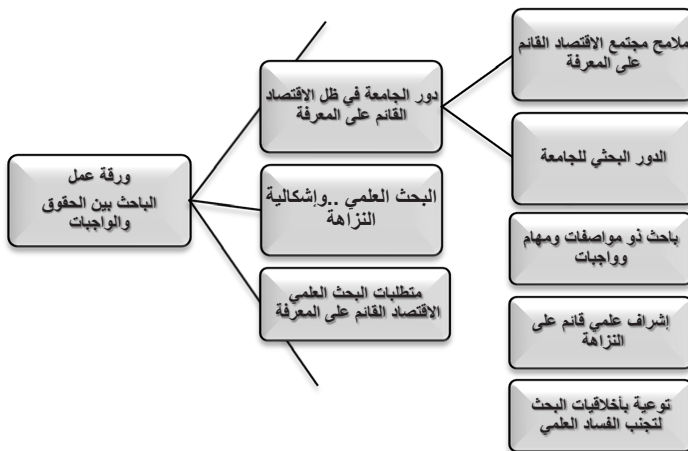 ورقة عمل
الباحث بين الحقوق
والواجبات
دور الجامعة في ظل الاقتصاد
القائم على المعرفة
البحث العلمي ..وإشكالية
النزاهة
متطلبات البحث العلمي
الاقتصاد القائم على المعرفة
ملامح مجتمع الاقتصاد القائم
على المعرفة
الدور البحثي للجامعة
باحث ذو مواصفات ومهام
وواجبات
إشراف علمي قائم على
النزاهة
توعية بأخلاقيات البحث
لتجنب الفساد العلمي